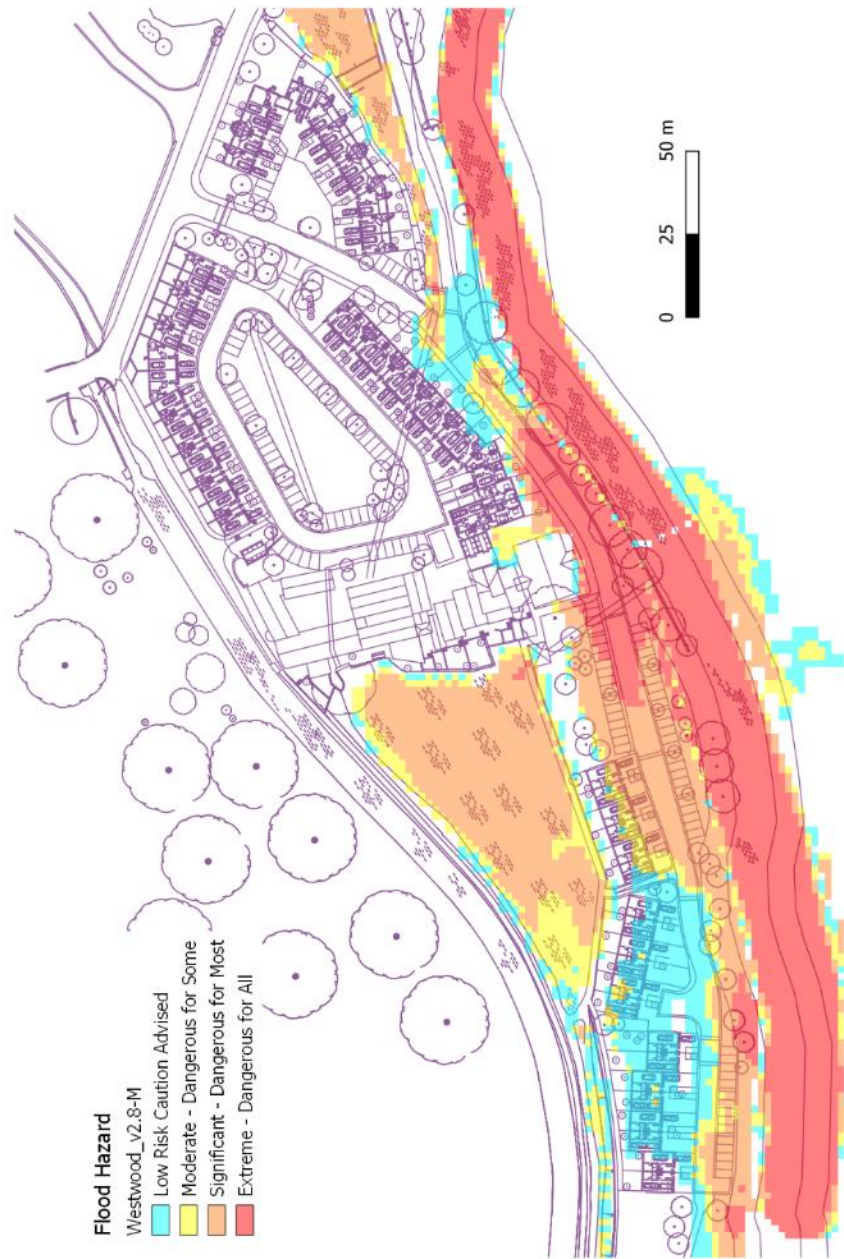 Flood Hazard
Westwood_v2.8-M
Low Risk Caution Advised
Moderate - Dangerous for Some
Significant - Dangerous for Most
Extreme - Dangerous for All
0 25 50 m